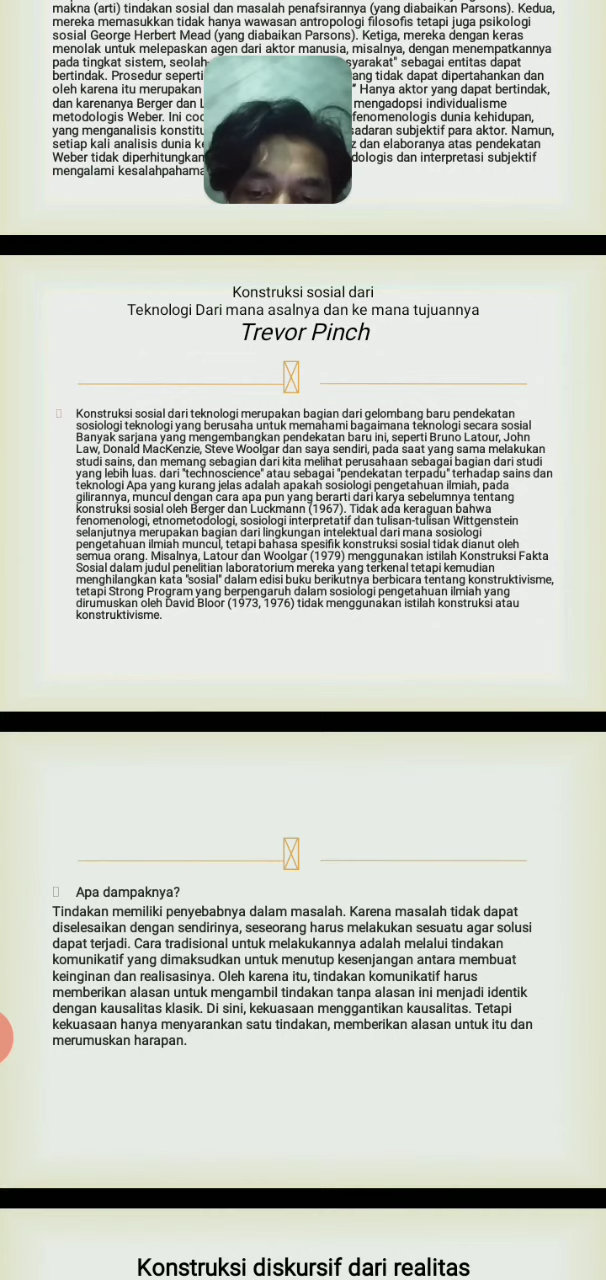 makna (arti) tindakan sosial dan masalah penafsirannya (yang diabaikan Parsons). Kedua,
mereka memasukkan tidak hanya wawasan antropologi filosofis tetapi juga psikologi
sosial George Herbert Mead (yang diabaikan Parsons). Ketiga, mereka dengan keras
menolak untuk melepaskan agen dari aktor manusia, misalnya, dengan menempatkannya
pada tingkat sistem, seolah- syarakat" sebagai entitas dapat
bertindak. Prosedur seperti ang tidak dapat dipertahankan dan
oleh karena itu merupakan " Hanya aktor yang dapat bertindak,
dan karenanya Berger dan L mengadopsi individualisme
metodologis Weber. Ini coc fenomenologis dunia kehidupan,
yang menganalisis konstitu sadaran subjektif para aktor. Namun,
setiap kali analisis dunia ke z dan elaboranya atas pendekatan
Weber tidak diperhitungkan dologis dan interpretasi subjektif
mengalami kesalahpahama
Konstruksi sosial dari
Teknologi Dari mana asalnya dan ke mana tujuannya
Trevor Pinch
Konstruksi sosial dari teknologi merupakan bagian dari gelombang baru pendekatan
sosiologi teknologi yang berusaha untuk memahami bagaimana teknologi secara sosial
Banyak sarjana yang mengembangkan pendekatan baru ini, seperti Bruno Latour, John
Law, Donald MacKenzie, Steve Woolgar dan saya sendiri, pada saat yang sama melakukan
studi sains, dan memang sebagian dari kita melihat perusahaan sebagai bagian dari studi
yang lebih luas. dari "technoscience" atau sebagai "pendekatan terpadu" terhadap sains dan
teknologi Apa yang kurang jelas adalah apakah sosiologi pengetahuan ilmiah, pada
gilirannya, muncul dengan cara apa pun yang berarti dari karya sebelumnya tentang
konstruksi sosial oleh Berger dan Luckmann (1967). Tidak ada keraguan bahwa
fenomenologi, etnometodologi, sosiologi interpretatif dan tulisan-tulisan Wittgenstein
selanjutnya merupakan bagian dari lingkungan intelektual dari mana sosiologi
pengetahuan ilmiah muncul, tetapi bahasa spesifik konstruksi sosial tidak dianut oleh
semua orang. Misalnya, Latour dan Woolgar (1979) menggunakan istilah Konstruksi Fakta
Sosial dalam judul penelitian laboratorium mereka yang terkenal tetapi kemudian
menghilangkan kata "sosial" dalam edisi buku berikutnya berbicara tentang konstruktivisme,
tetapi Strong Program yang berpengaruh dalam sosiologi pengetahuan ilmiah yang
dirumuskan oleh David Bloor (1973, 1976) tidak menggunakan istilah konstruksi atau
konstruktivisme.
Apa dampaknya?
Tindakan memiliki penyebabnya dalam masalah. Karena masalah tidak dapat
diselesaikan dengan sendirinya, seseorang harus melakukan sesuatu agar solusi
dapat terjadi. Cara tradisional untuk melakukannya adalah melalui tindakan
komunikatif yang dimaksudkan untuk menutup kesenjangan antara membuat
keinginan dan realisasinya. Oleh karena itu, tindakan komunikatif harus
memberikan alasan untuk mengambil tindakan tanpa alasan ini menjadi identik
dengan kausalitas klasik. Di sini, kekuasaan menggantikan kausalitas. Tetapi
kekuasaan hanya menyarankan satu tindakan, memberikan alasan untuk itu dan
merumuskan harapan.
Konstruksi diskursif dari realitas